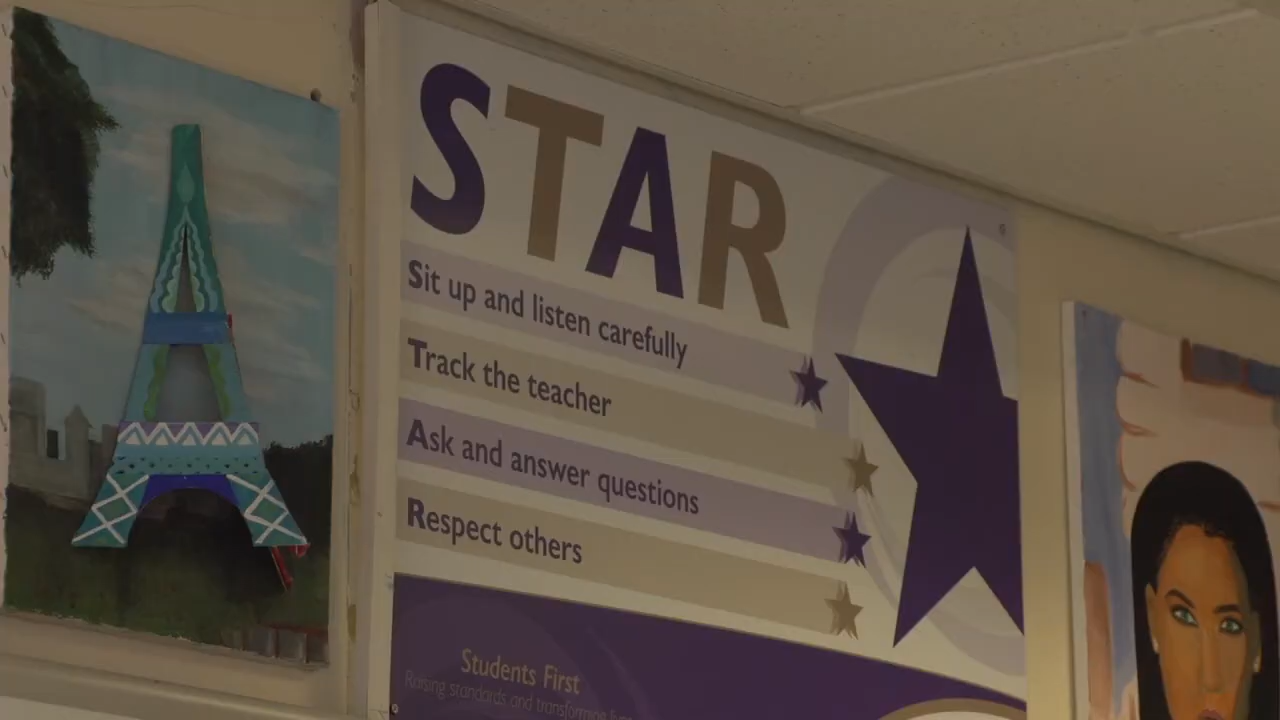 STAR
Sit up and listen carefully
Track the teacher
Ask and answer questions
Respect others
Students First
Raising standards and transforming